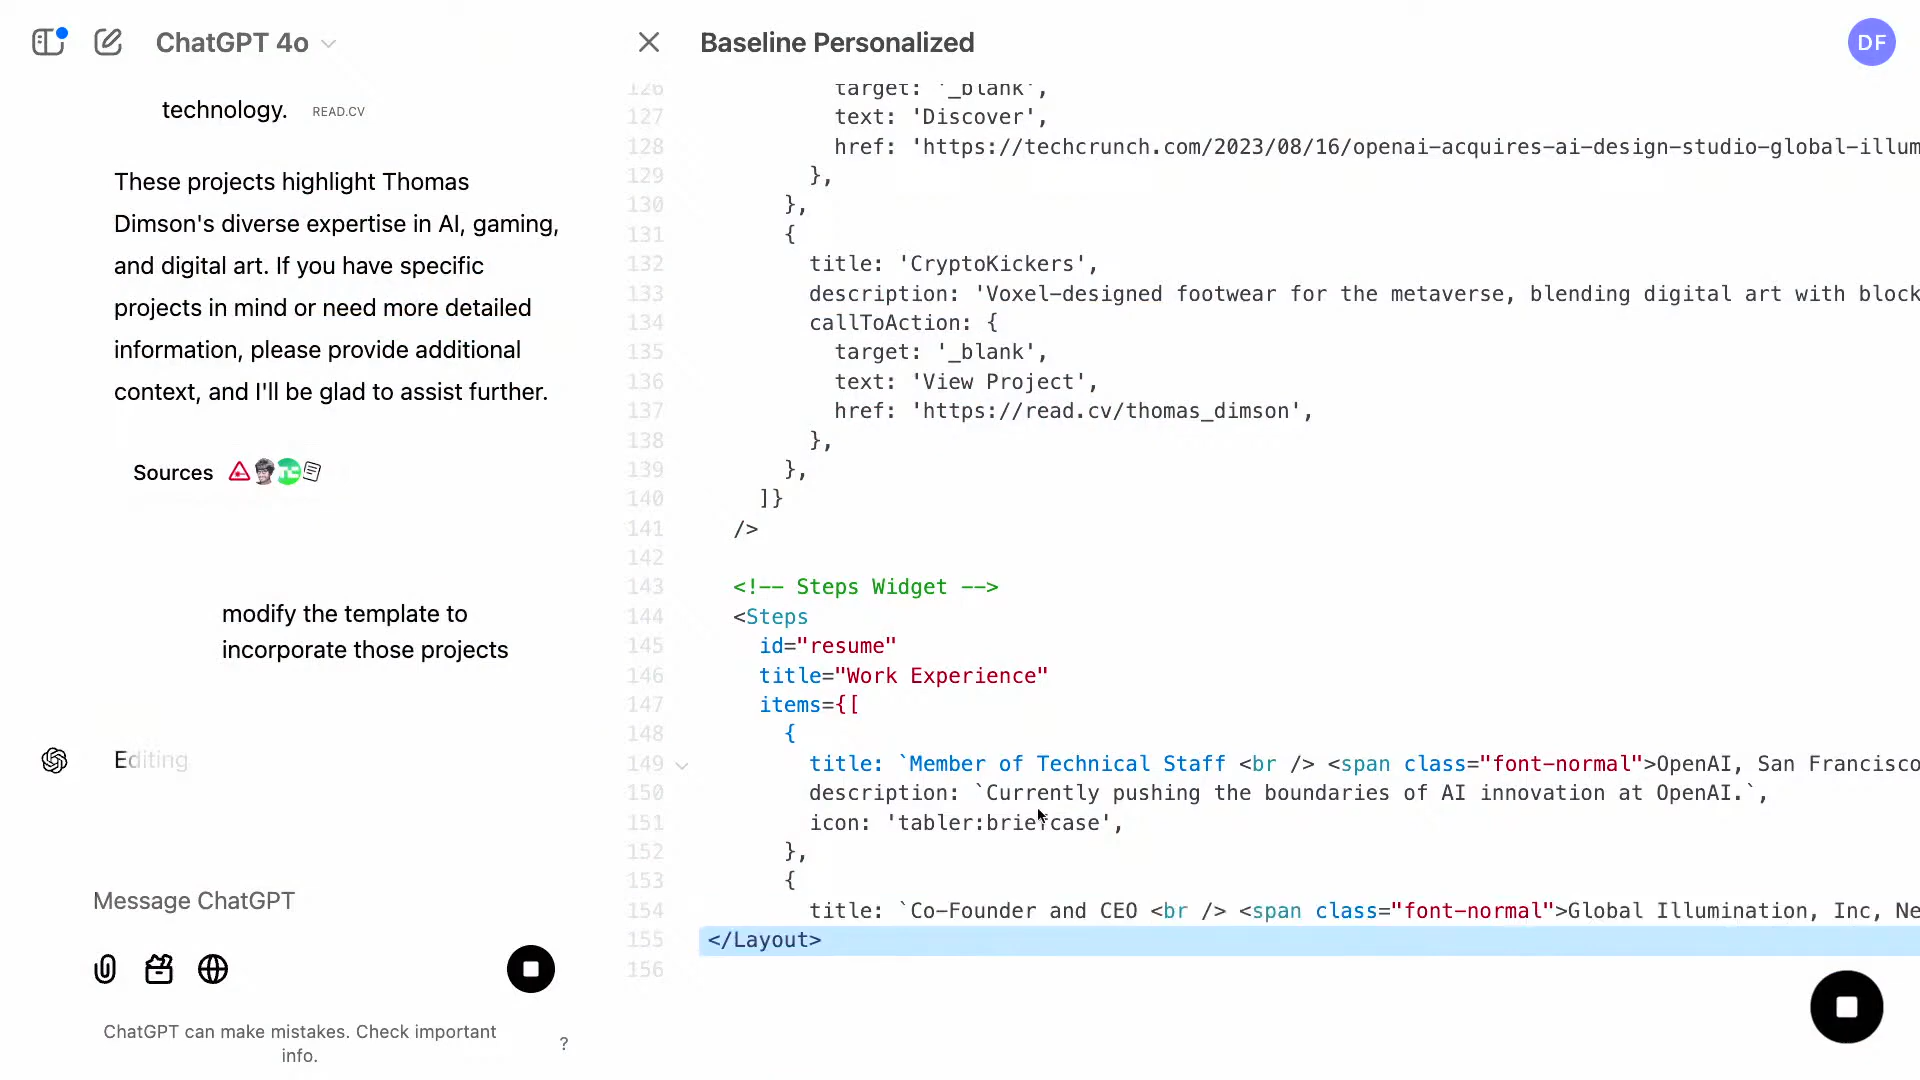 ChatGPT 4o
technology. READ.CV
These projects highlight Thomas
Dimson's diverse expertise in AI, gaming,
and digital art. If you have specific
projects in mind or need more detailed
information, please provide additional
context, and I'll be glad to assist further.
Sources
modify the template to
incorporate those projects
Editing
Message ChatGPT
ChatGPT can make mistakes. Check important
info.
?
Baseline Personalized
DF
126 target: '_blank',
127 text: 'Discover',
128 href: 'https://techcrunch.com/2023/08/16/openai-acquires-ai-design-studio-global-illum
129 },
130 },
131 {
132 title: 'CryptoKickers',
133 description: 'Voxel-designed footwear for the metaverse, blending digital art with block
134 callToAction: {
135 target: '_blank',
136 text: 'View Project',
137 href: 'https://read.cv/thomas_dimson',
138 },
139 },
140 ]}
141 />
142
143 <!-- Steps Widget -->
144 <Steps
145 id="resume"
146 title="Work Experience"
147 items={[
148 {
149 title: `Member of Technical Staff <br /> <span class="font-normal">OpenAI, San Francisco
150 description: `Currently pushing the boundaries of AI innovation at OpenAI.`,
151 icon: 'tabler:briefcase',
152 },
153 {
154 title: `Co-Founder and CEO <br /> <span class="font-normal">Global Illumination, Inc, Ne
155 </Layout>
156